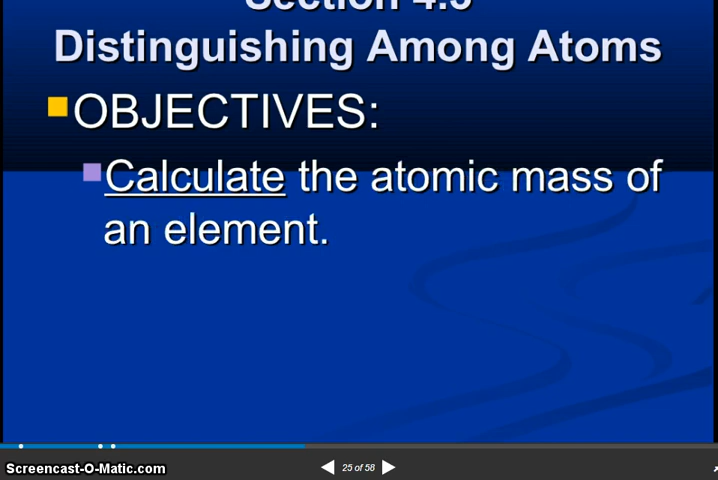 Section 4.3
Distinguishing Among Atoms
OBJECTIVES:
Calculate the atomic mass of
an element.
Screencast-O-Matic.com
25 of 58